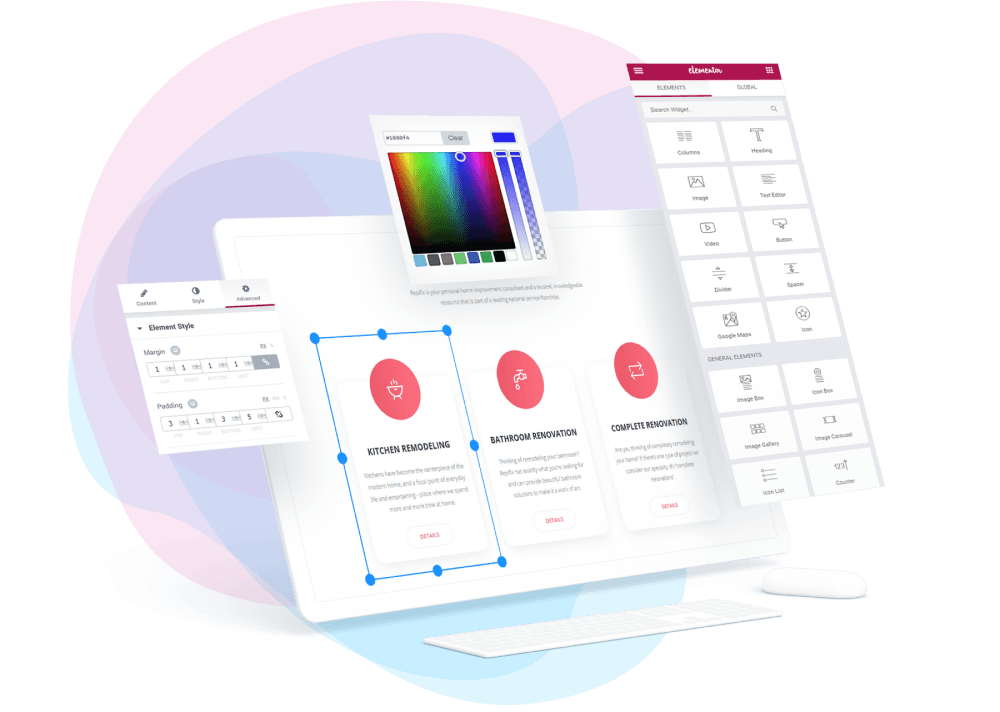 elementor
ELEMENTS
GLOBAL
Search Widget...
Columns
Heading
Image
Text Editor
Video
Button
Divider
Spacer
Google Maps
Icon
GENERAL ELEMENTS
Image Box
Icon Box
Image Gallery
Image Carousel
Icon List
123
Counter
Clear
Repifix is your personal home improvement consultant and a trusted, knowledgeable
resource that is part of a leading national service franchise.
Content
Style
Advanced
Element Style
Margin
PX %
1 1 1 1
TOP RIGHT BOTTOM LEFT
Padding
PX EM %
3 1 3 5
TOP RIGHT BOTTOM LEFT
KITCHEN REMODELING
Kitchens have become the centerpiece of the
modern home, and a focal point of everyday
life and entertaining - place where we spend
more and more time at home.
DETAILS
BATHROOM RENOVATION
Thinking of remodeling your bathroom?
Repifix has exactly what you're looking for
and can provide beautiful bathroom
solutions to make it a work of art.
DETAILS
COMPLETE RENOVATION
Are you thinking of completely remodeling
your home? If there's one type of project we
consider our specialty, it's "complete
renovations".
DETAILS